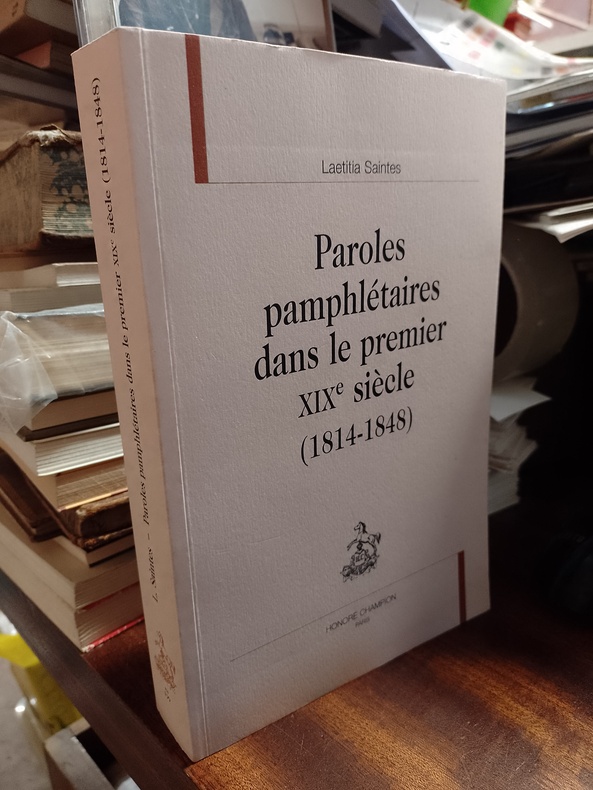 Laetitia Saintes
Paroles
pamphlétaires
dans le premier
XIXe siècle
(1814-1848)
HONORÉ CHAMPION
PARIS
L. Saintes – Paroles pamphlétaires dans le premier XIXe siècle (1814-1848)